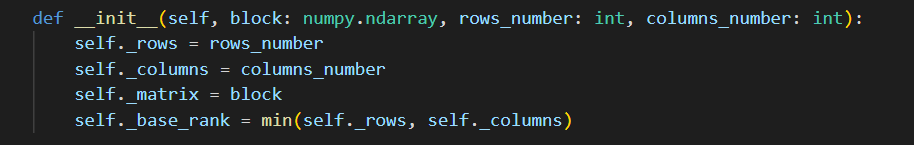 def __init__(self, block: numpy.ndarray, rows_number: int, columns_number: int):
    self._rows = rows_number
    self._columns = columns_number
    self._matrix = block
    self._base_rank = min(self._rows, self._columns)